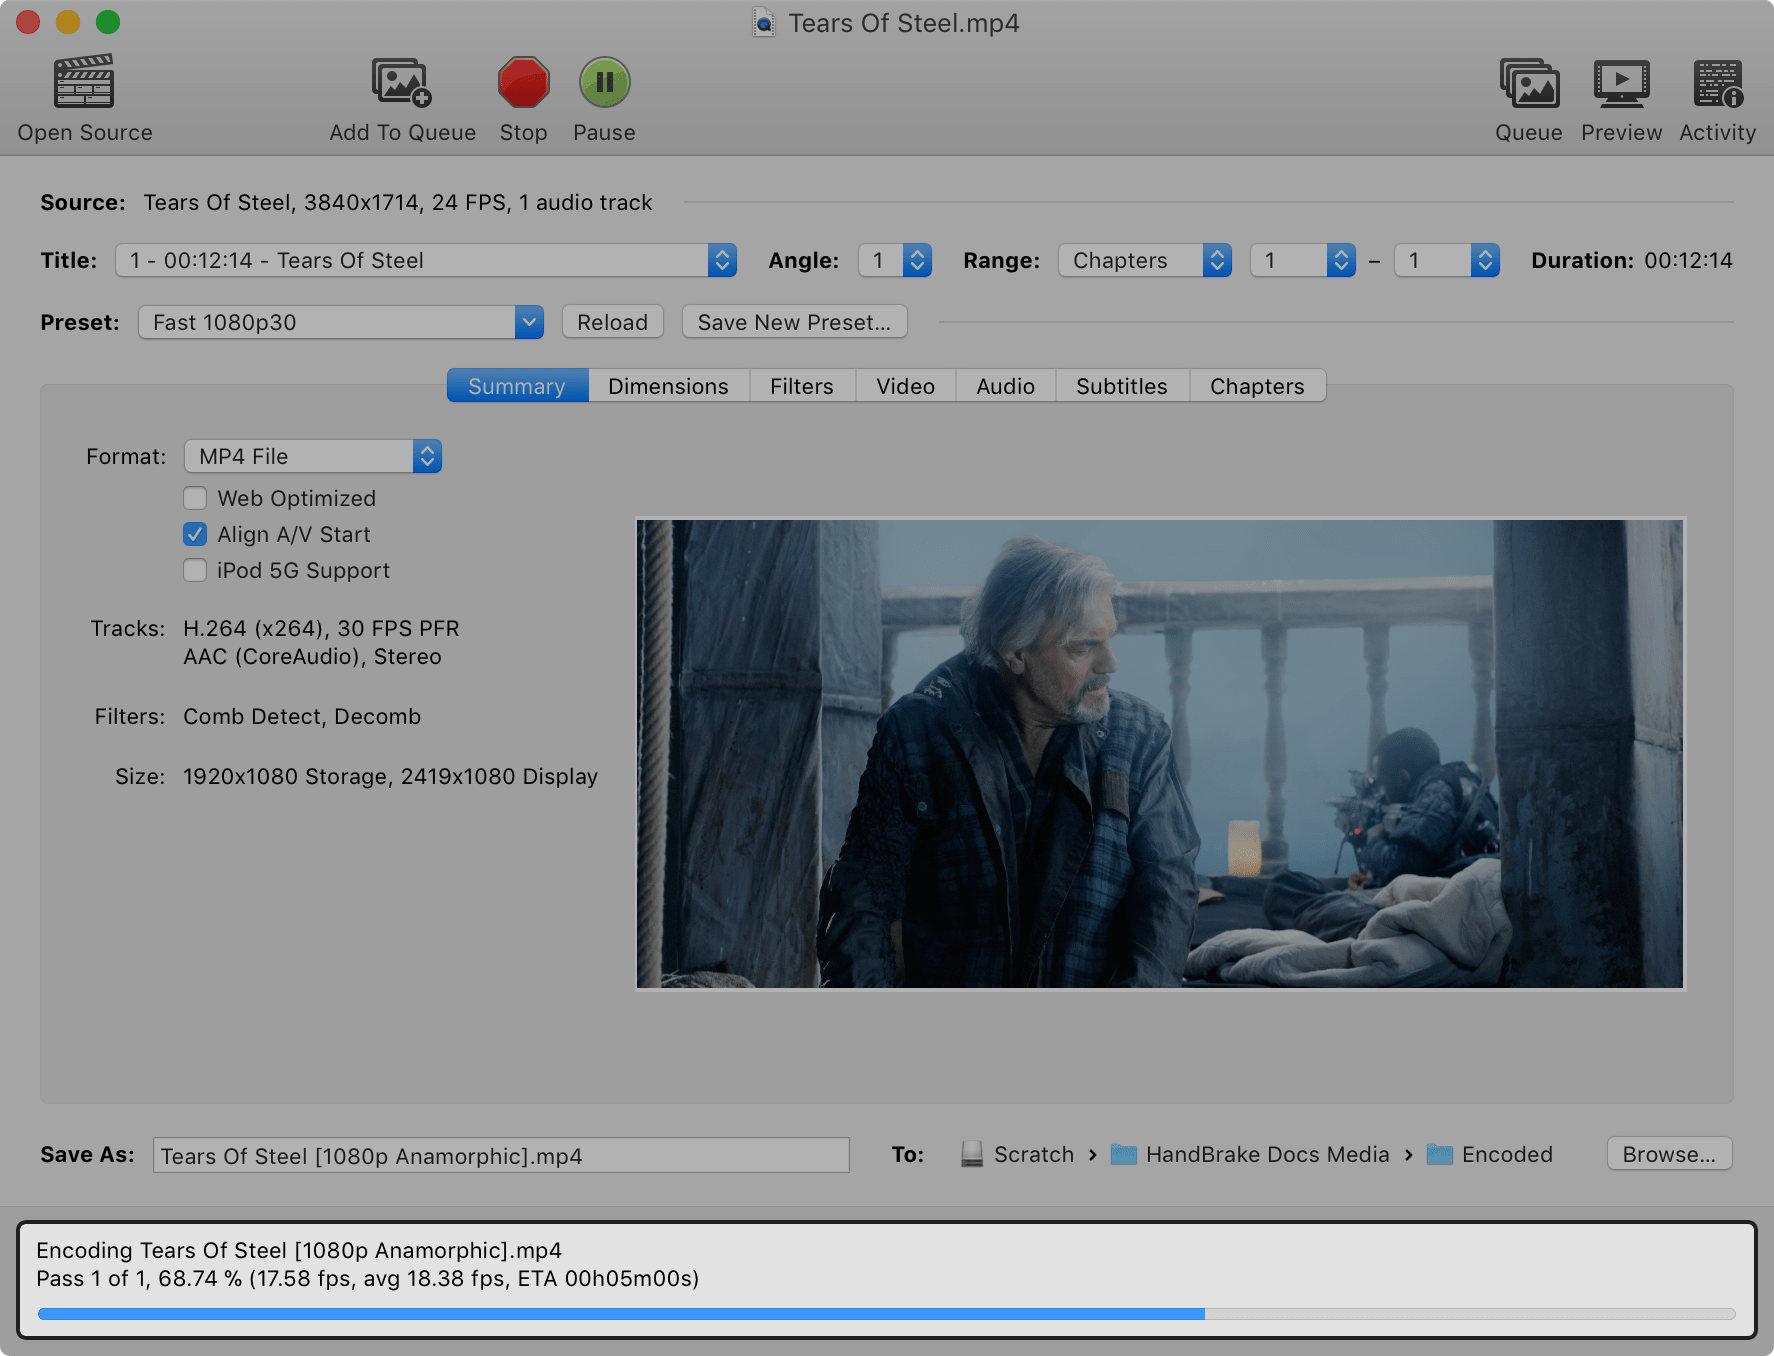 Tears Of Steel.mp4
Open Source
Add To Queue
Stop
Pause
Queue
Preview
Activity
Source: Tears Of Steel, 3840x1714, 24 FPS, 1 audio track
Title: 1 - 00:12:14 - Tears Of Steel Angle: 1 Range: Chapters 1 – 1 Duration: 00:12:14
Preset: Fast 1080p30 Reload Save New Preset...
Summary Dimensions Filters Video Audio Subtitles Chapters
Format: MP4 File
Web Optimized
Align A/V Start
iPod 5G Support
Tracks: H.264 (x264), 30 FPS PFR
AAC (CoreAudio), Stereo
Filters: Comb Detect, Decomb
Size: 1920x1080 Storage, 2419x1080 Display
Save As: Tears Of Steel [1080p Anamorphic].mp4 To: Scratch › HandBrake Docs Media › Encoded Browse...
Encoding Tears Of Steel [1080p Anamorphic].mp4
Pass 1 of 1, 68.74 % (17.58 fps, avg 18.38 fps, ETA 00h05m00s)